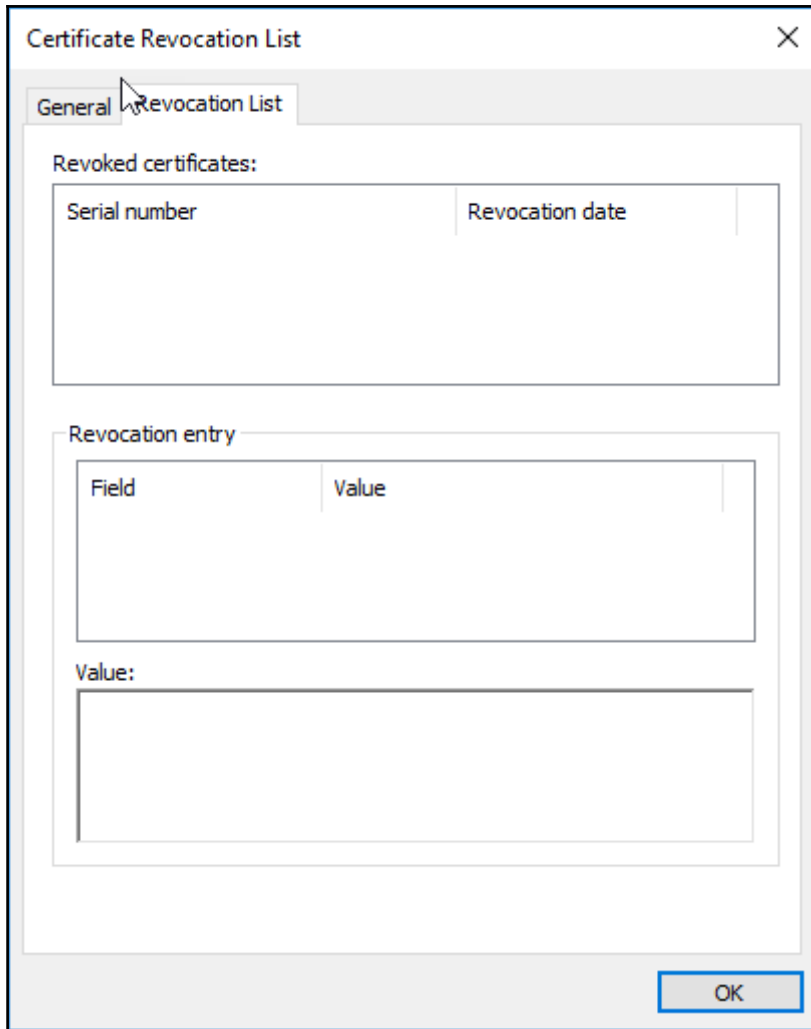 Certificate Revocation List
General Revocation List
Revoked certificates:
Serial number Revocation date
Revocation entry
Field Value
Value:
OK